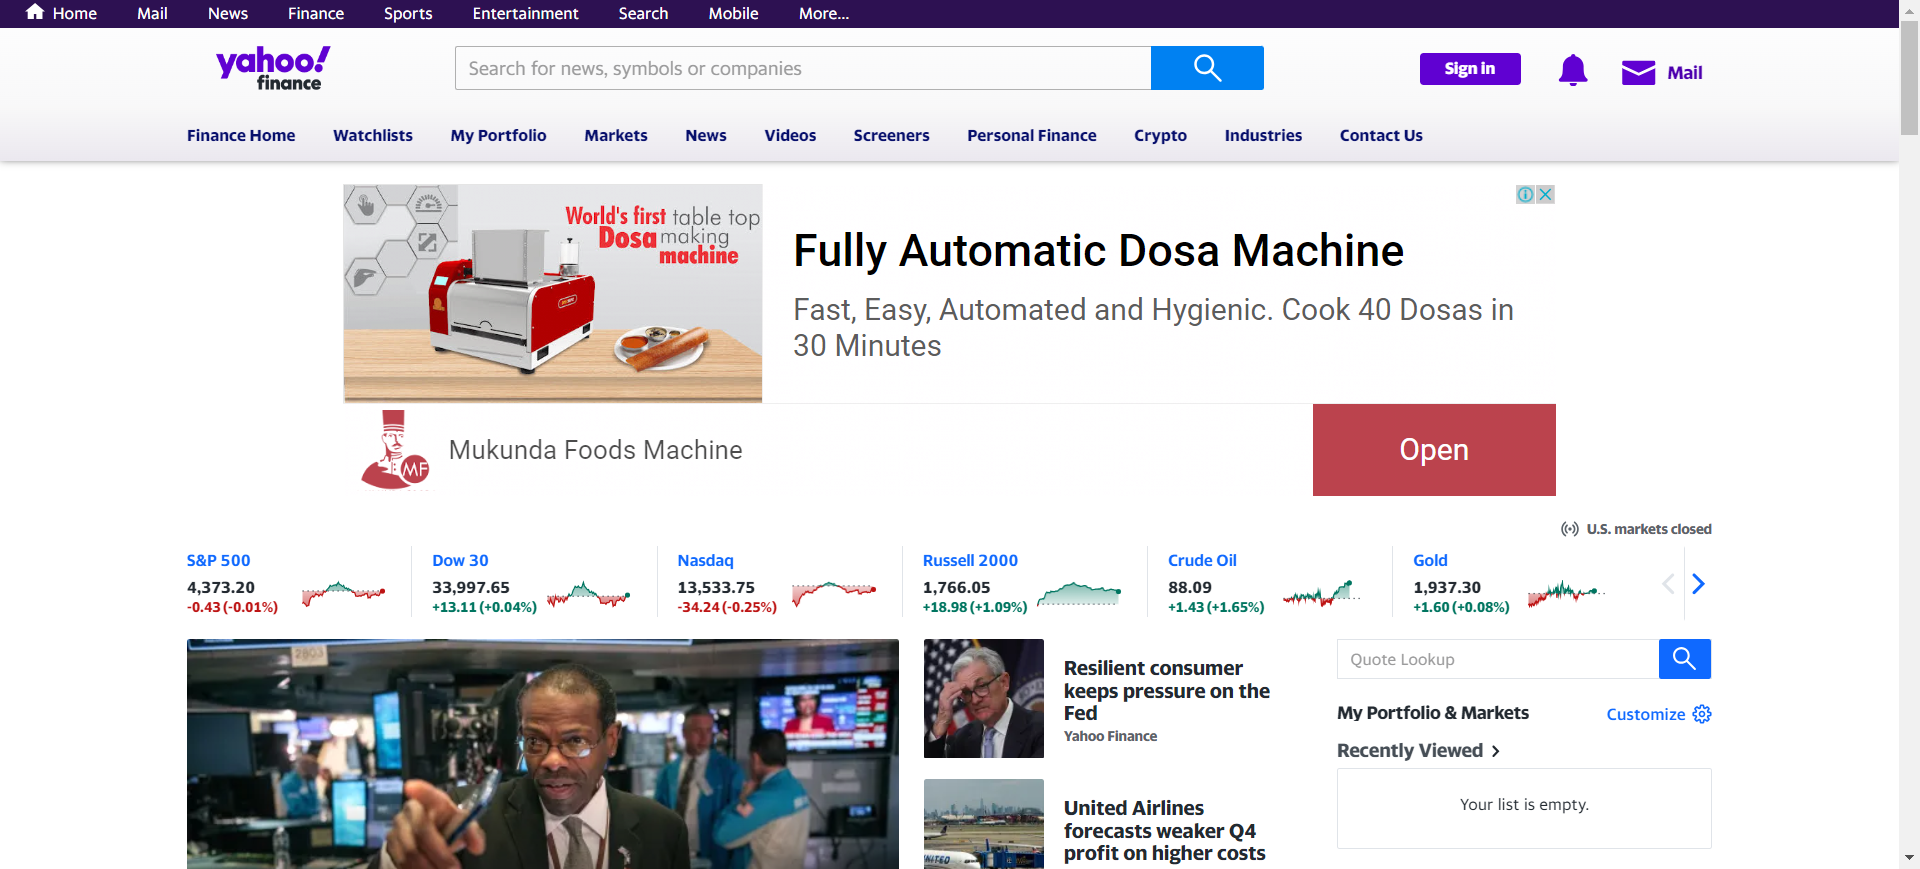 Home Mail News Finance Sports Entertainment Search Mobile More...
yahoo!
finance
Search for news, symbols or companies
Sign in
Mail
Finance Home Watchlists My Portfolio Markets News Videos Screeners Personal Finance Crypto Industries Contact Us
World's first table top
Dosa making
machine
Fully Automatic Dosa Machine
Fast, Easy, Automated and Hygienic. Cook 40 Dosas in
30 Minutes
MF
Mukunda Foods Machine
Open
U.S. markets closed
S&P 500
4,373.20
-0.43 (-0.01%)
Dow 30
33,997.65
+13.11 (+0.04%)
Nasdaq
13,533.75
-34.24 (-0.25%)
Russell 2000
1,766.05
+18.98 (+1.09%)
Crude Oil
88.09
+1.43 (+1.65%)
Gold
1,937.30
+1.60 (+0.08%)
2803
Resilient consumer
keeps pressure on the
Fed
Yahoo Finance
UNITED
United Airlines
forecasts weaker Q4
profit on higher costs
Quote Lookup
My Portfolio & Markets
Customize
Recently Viewed
Your list is empty.